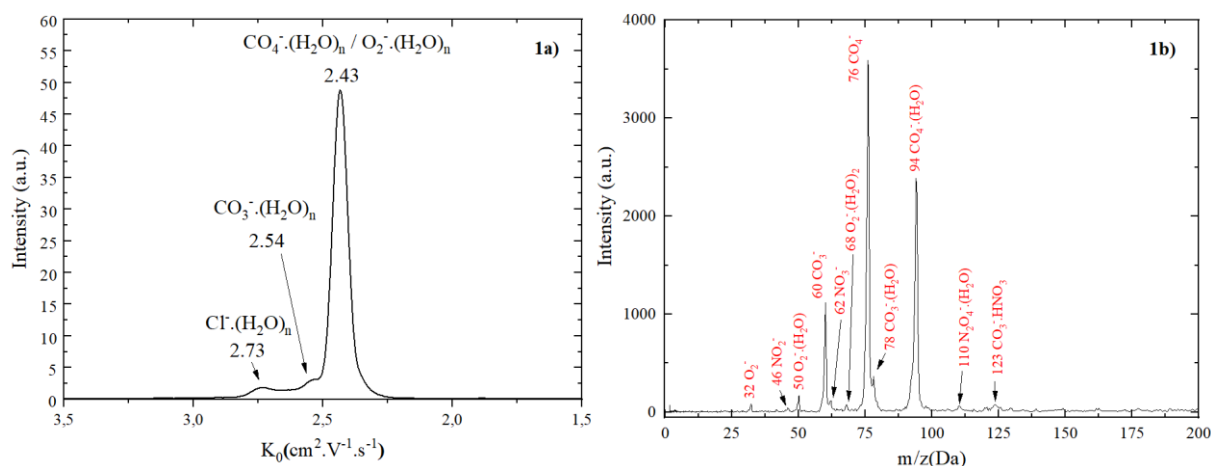 1a)
CO₄⁻.(H2O)ₙ / O₂⁻.(H2O)ₙ
2.43
CO₃⁻.(H2O)ₙ
2.54
Cl⁻.(H2O)ₙ
2.73
Intensity (a.u.)
60
55
50
45
40
35
30
25
20
15
10
5
0
3,5
3,0
2,5
2,0
1,5
K₀(cm².V⁻¹.s⁻¹)
1b)
Intensity (a.u.)
4000
3000
2000
1000
0
32 O₂⁻
46 NO₂⁻
50 O₂⁻.(H₂O)
60 CO₃⁻
62 NO₃⁻
68 O₂⁻.(H₂O)₂
76 CO₄⁻
78 CO₃⁻.(H₂O)
94 CO₄⁻.(H₂O)
110 N₂O₄⁻.(H₂O)
123 CO₃⁻.HNO₃
0
25
50
75
100
125
150
175
200
m/z(Da)